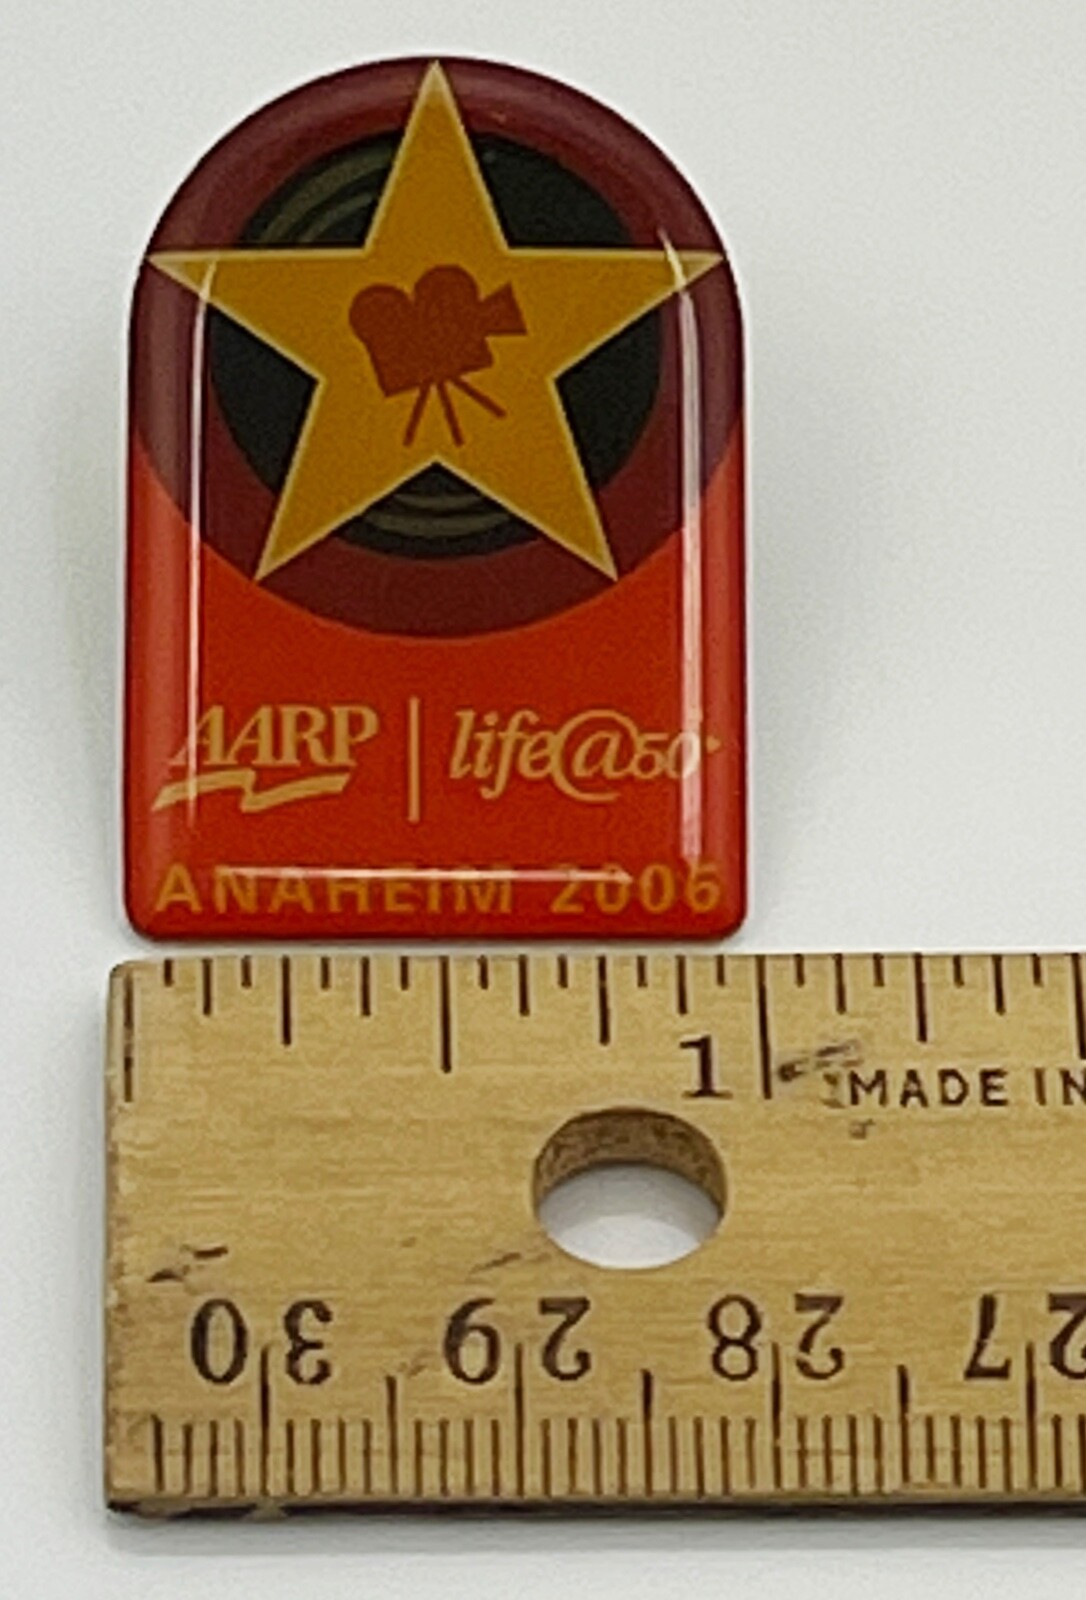 AARP | life@50+
ANAHEIM 2006
1
MADE IN
30 29 28 27